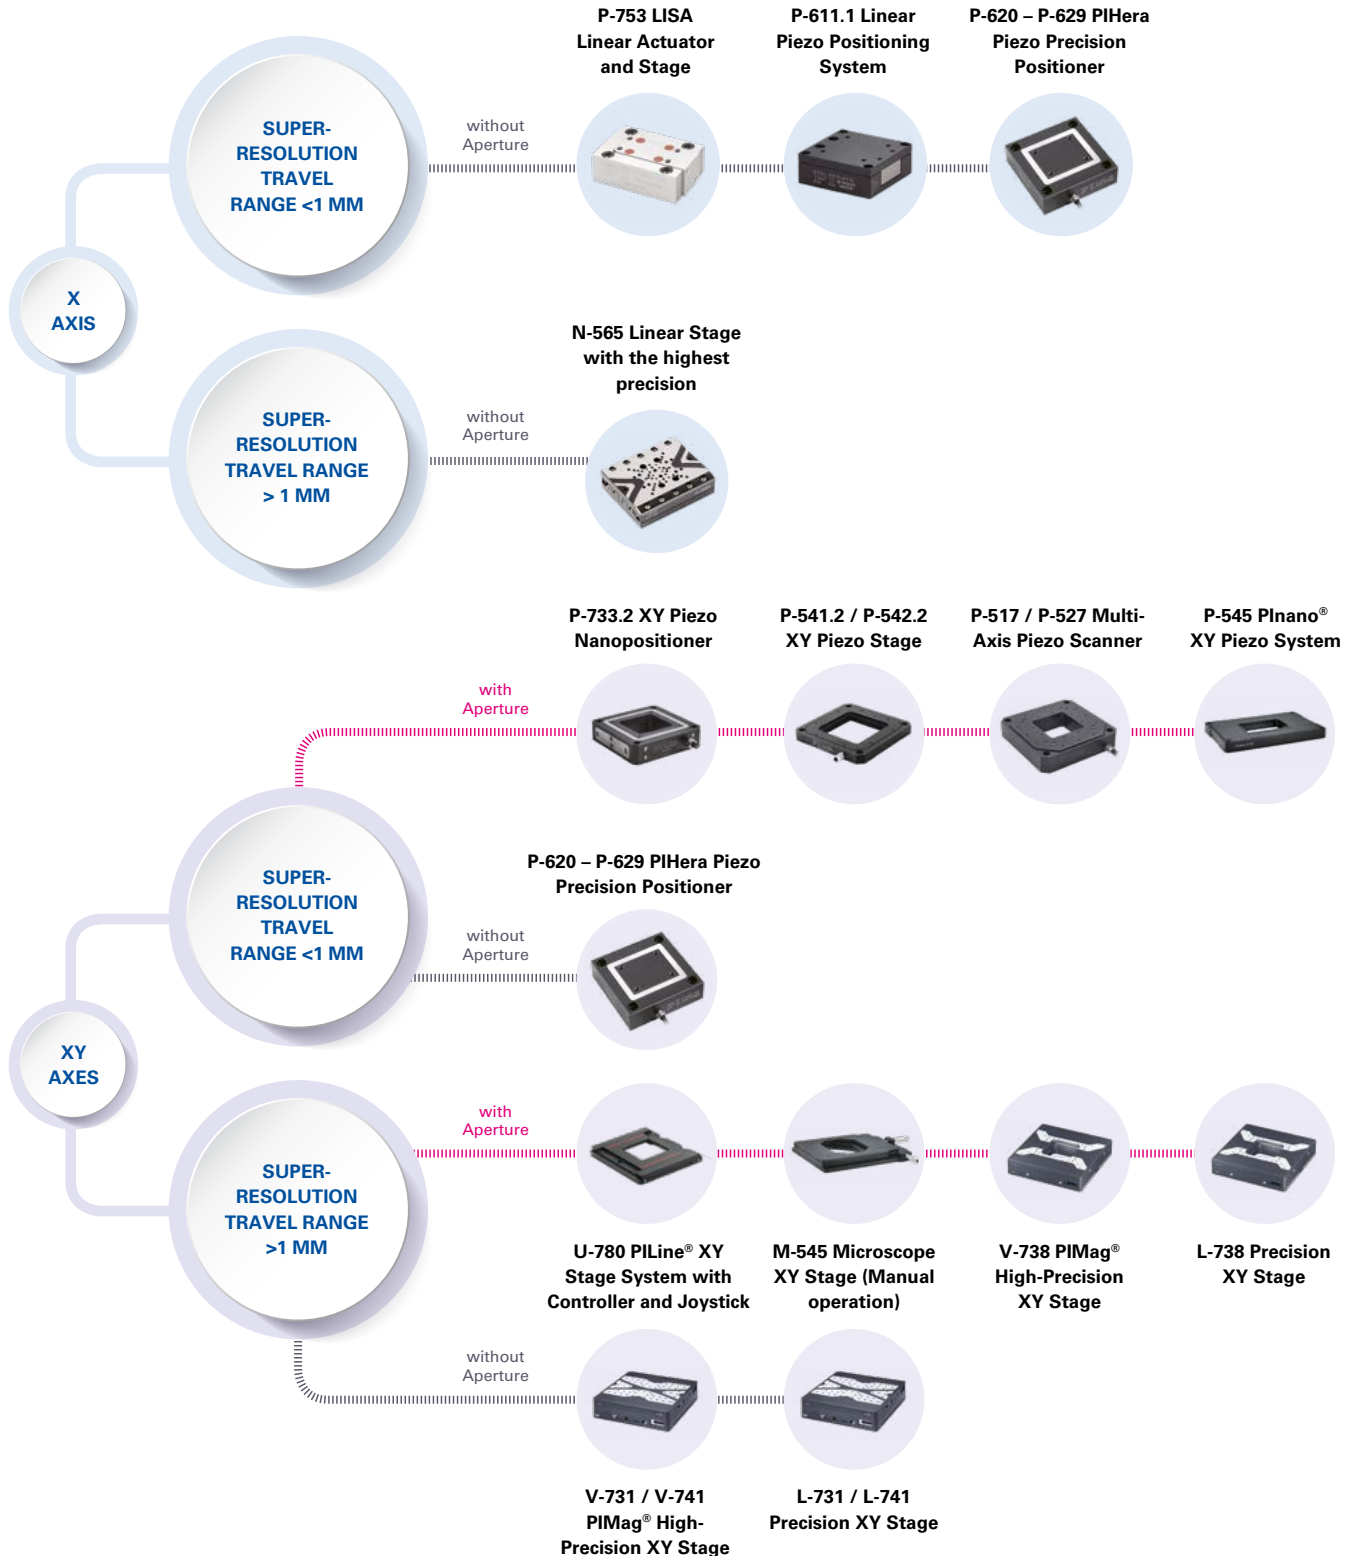 P-753 LISA
Linear Actuator
and Stage
P-611.1 Linear
Piezo Positioning
System
P-620 – P-629 PIHera
Piezo Precision
Positioner
SUPER-
RESOLUTION
TRAVEL
RANGE <1 MM
without
Aperture
X
AXIS
N-565 Linear Stage
with the highest
precision
SUPER-
RESOLUTION
TRAVEL RANGE
> 1 MM
without
Aperture
P-733.2 XY Piezo
Nanopositioner
P-541.2 / P-542.2
XY Piezo Stage
P-517 / P-527 Multi-
Axis Piezo Scanner
P-545 PInano®
XY Piezo System
with
Aperture
SUPER-
RESOLUTION
TRAVEL
RANGE <1 MM
P-620 – P-629 PIHera Piezo
Precision Positioner
without
Aperture
XY
AXES
SUPER-
RESOLUTION
TRAVEL RANGE
>1 MM
with
Aperture
U-780 PILine® XY
Stage System with
Controller and Joystick
M-545 Microscope
XY Stage (Manual
operation)
V-738 PIMag®
High-Precision
XY Stage
L-738 Precision
XY Stage
without
Aperture
V-731 / V-741
PIMag® High-
Precision XY Stage
L-731 / L-741
Precision XY Stage